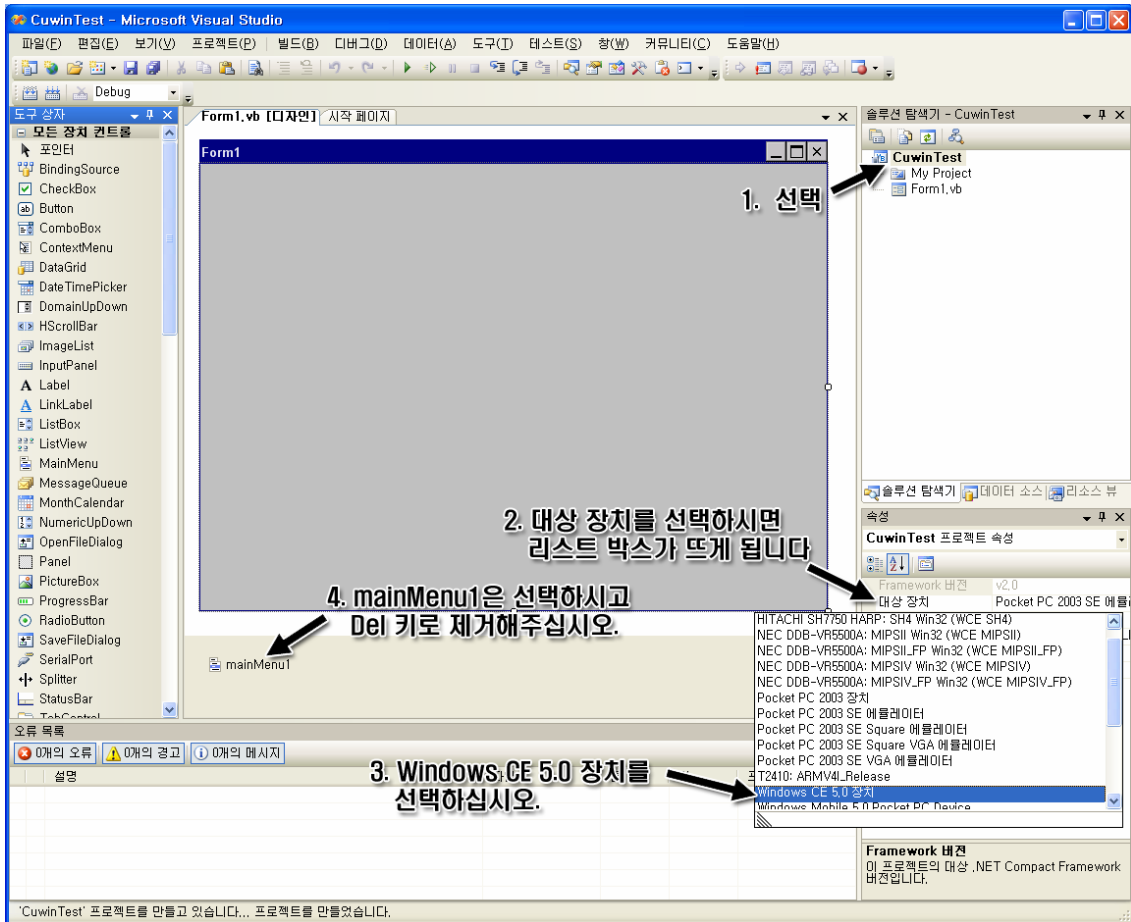 CuwinTest - Microsoft Visual Studio
파일(F) 편집(E) 보기(V) 프로젝트(P) 빌드(B) 디버그(D) 데이터(A) 도구(T) 테스트(S) 창(W) 커뮤니티(C) 도움말(H)
Debug
도구 상자
모든 장치 컨트롤
포인터
BindingSource
CheckBox
Button
ComboBox
ContextMenu
DataGrid
DateTimePicker
DomainUpDown
HScrollBar
ImageList
InputPanel
Label
LinkLabel
ListBox
ListView
MainMenu
MessageQueue
MonthCalendar
NumericUpDown
OpenFileDialog
Panel
PictureBox
ProgressBar
RadioButton
SaveFileDialog
SerialPort
Splitter
StatusBar
TabControl
Form1.vb [디자인] 시작 페이지
Form1
1. 선택
2. 대상 장치를 선택하시면
리스트 박스가 뜨게 됩니다
4. mainMenu1은 선택하시고
Del 키로 제거해주십시오.
mainMenu1
솔루션 탐색기 - CuwinTest
CuwinTest
My Project
Form1.vb
솔루션 탐색기 데이터 소스 리소스 뷰
속성
CuwinTest 프로젝트 속성
Framework 버전 v2.0
대상 장치 Pocket PC 2003 SE 에뮬레
HITACHI SH7750 HARP: SH4 Win32 (WCE SH4)
NEC DDB-VR5500A: MIPSII Win32 (WCE MIPSII)
NEC DDB-VR5500A: MIPSII_FP Win32 (WCE MIPSII_FP)
NEC DDB-VR5500A: MIPSIV Win32 (WCE MIPSIV)
NEC DDB-VR5500A: MIPSIV_FP Win32 (WCE MIPSIV_FP)
Pocket PC 2003 장치
Pocket PC 2003 SE 에뮬레이터
Pocket PC 2003 SE Square 에뮬레이터
Pocket PC 2003 SE Square VGA 에뮬레이터
Pocket PC 2003 SE VGA 에뮬레이터
T2410: ARMV4I_Release
Windows CE 5.0 장치
Windows Mobile 5.0 Pocket PC Device
Framework 버전
이 프로젝트의 대상 .NET Compact Framework
버전입니다.
오류 목록
0개의 오류 0개의 경고 0개의 메시지
설명
3. Windows CE 5.0 장치를
선택하십시오.
'CuwinTest' 프로젝트를 만들고 있습니다... 프로젝트를 만들었습니다.